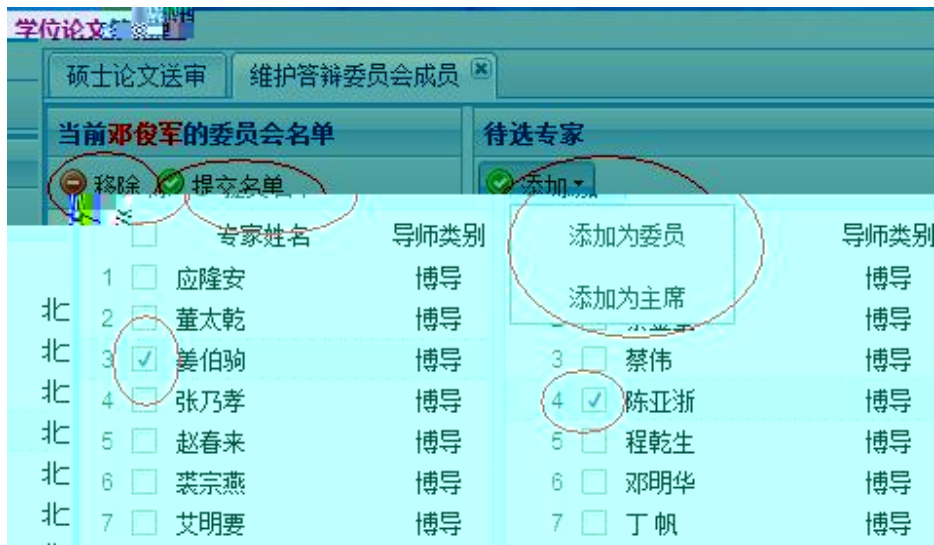 学位论文
硕士论文送审 维护答辩委员会成员
当前邓俊军的委员会名单 待选专家
移除 提交名单 添加
专家姓名 导师类别 添加为委员 导师类别
1 应隆安 博导 博导
添加为主席
北 2 董太乾 博导 博导
北 3 姜伯驹 博导 3 蔡伟 博导
北 4 张乃孝 博导 4 陈亚浙 博导
北 5 赵春来 博导 5 程乾生 博导
北 6 裘宗燕 博导 6 邓明华 博导
北 7 艾明要 博导 7 丁帆 博导